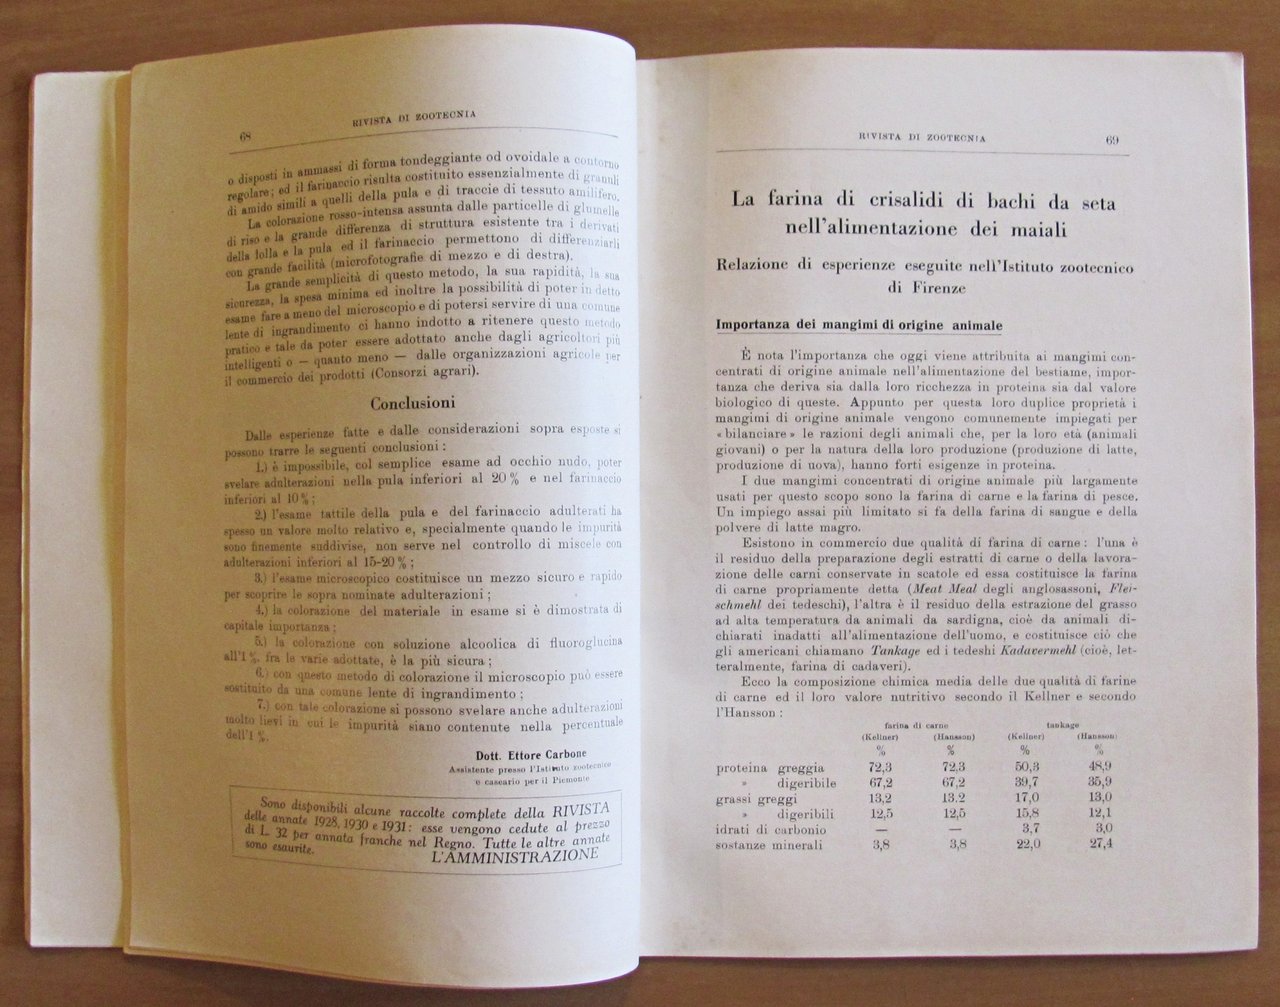 68
RIVISTA DI ZOOTECNIA
o disposti in ammassi di forma tondeggiante od ovoidale a contorno
regolare; ed il farinaccio risulta costituito essenzialmente di granuli
di amido simili a quelli della pula e di traccie di tessuto amilifero.
La colorazione rosso-intensa assunta dalle particelle di glumelle
di riso e la grande differenza di struttura esistente tra i derivati
della lolla e la pula ed il farinaccio permettono di differenziarli
con grande facilità (microfotografie di mezzo e di destra).
La grande semplicità di questo metodo, la sua rapidità, la sua
sicurezza, la spesa minima ed inoltre la possibilità di poter in detto
esame fare a meno del microscopio e di potersi servire di una comune
lente di ingrandimento ci hanno indotto a ritenere questo metodo
pratico e tale da poter essere adottato anche dagli agricoltori più
intelligenti o — quanto meno — dalle organizzazioni agricole per
il commercio dei prodotti (Consorzi agrari).
Conclusioni
Dalle esperienze fatte e dalle considerazioni sopra esposte si
possono trarre le seguenti conclusioni :
1.) è impossibile, col semplice esame ad occhio nudo, poter
svelare adulterazioni nella pula inferiori al 20 % e nel farinaccio
inferiori al 10 % ;
2.) l'esame tattile della pula e del farinaccio adulterati ha
spesso un valore molto relativo e, specialmente quando le impurità
sono finemente suddivise, non serve nel controllo di miscele con
adulterazioni inferiori al 15-20 % ;
3.) l'esame microscopico costituisce un mezzo sicuro e rapido
per scoprire le sopra nominate adulterazioni ;
4.) la colorazione del materiale in esame si è dimostrata di
capitale importanza ;
5.) la colorazione con soluzione alcoolica di fluoroglucina
all'1 %, fra le varie adottate, è la più sicura ;
6.) con questo metodo di colorazione il microscopio può essere
sostituito da una comune lente di ingrandimento ;
7.) con tale colorazione si possono svelare anche adulterazioni
molto lievi in cui le impurità siano contenute nella percentuale
dell'1 %.
Dott. Ettore Carbone
Assistente presso l'Istituto zootecnico
e caseario per il Piemonte
Sono disponibili alcune raccolte complete della RIVISTA
delle annate 1928, 1930 e 1931: esse vengono cedute al prezzo
di L. 32 per annata franche nel Regno. Tutte le altre annate
sono esaurite.
L'AMMINISTRAZIONE
RIVISTA DI ZOOTECNIA
69
La farina di crisalidi di bachi da seta
nell'alimentazione dei maiali
Relazione di esperienze eseguite nell'Istituto zootecnico
di Firenze
Importanza dei mangimi di origine animale
È nota l'importanza che oggi viene attribuita ai mangimi con-
centrati di origine animale nell'alimentazione del bestiame, impor-
tanza che deriva sia dalla loro ricchezza in proteina sia dal valore
biologico di queste. Appunto per questa loro duplice proprietà i
mangimi di origine animale vengono comunemente impiegati per
« bilanciare » le razioni degli animali che, per la loro età (animali
giovani) o per la natura della loro produzione (produzione di latte,
produzione di uova), hanno forti esigenze in proteina.
I due mangimi concentrati di origine animale più largamente
usati per questo scopo sono la farina di carne e la farina di pesce.
Un impiego assai più limitato si fa della farina di sangue e della
polvere di latte magro.
Esistono in commercio due qualità di farina di carne : l'una è
il residuo della preparazione degli estratti di carne o della lavora-
zione delle carni conservate in scatole ed essa costituisce la farina
di carne propriamente detta (Meat Meal degli anglosassoni, Flei-
schmehl dei tedeschi), l'altra è il residuo della estrazione del grasso
ad alta temperatura da animali da sardigna, cioè da animali di-
chiarati inadatti all'alimentazione dell'uomo, e costituisce ciò che
gli americani chiamano Tankage ed i tedeshi Kadavermehl (cioè, let-
teralmente, farina di cadaveri).
Ecco la composizione chimica media delle due qualità di farine
di carne ed il loro valore nutritivo secondo il Kellner e secondo
l'Hansson :
farina di carne tankage
(Kellner) (Hansson) (Kellner) (Hansson)
% % % %
proteina greggia 72,3 72,3 50,3 48,9
» digeribile 67,2 67,2 39,7 35,9
grassi greggi 13,2 13.2 17,0 13,0
» digeribili 12,5 12,5 15,8 12,1
idrati di carbonio — — 3,7 3,0
sostanze minerali 3,8 3,8 22,0 27,4